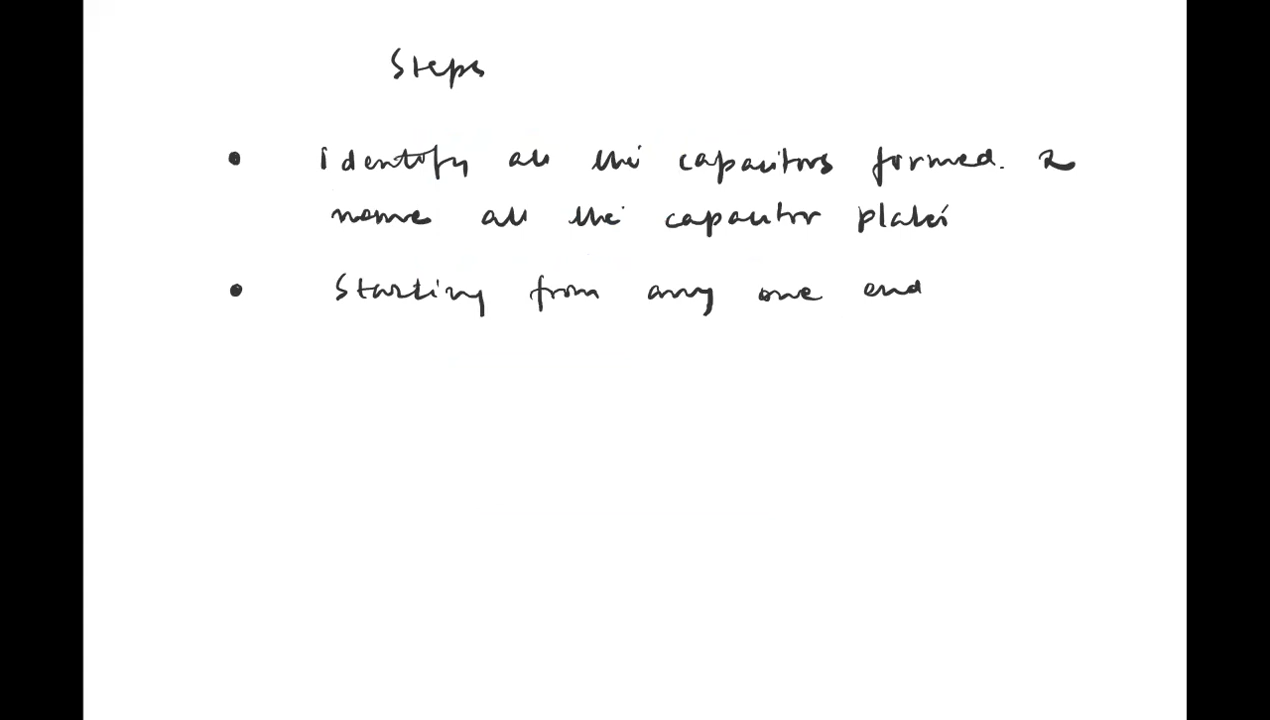 Steps
• Identify all the capacitors formed. &
name all the capacitor plates
• Starting from any one end